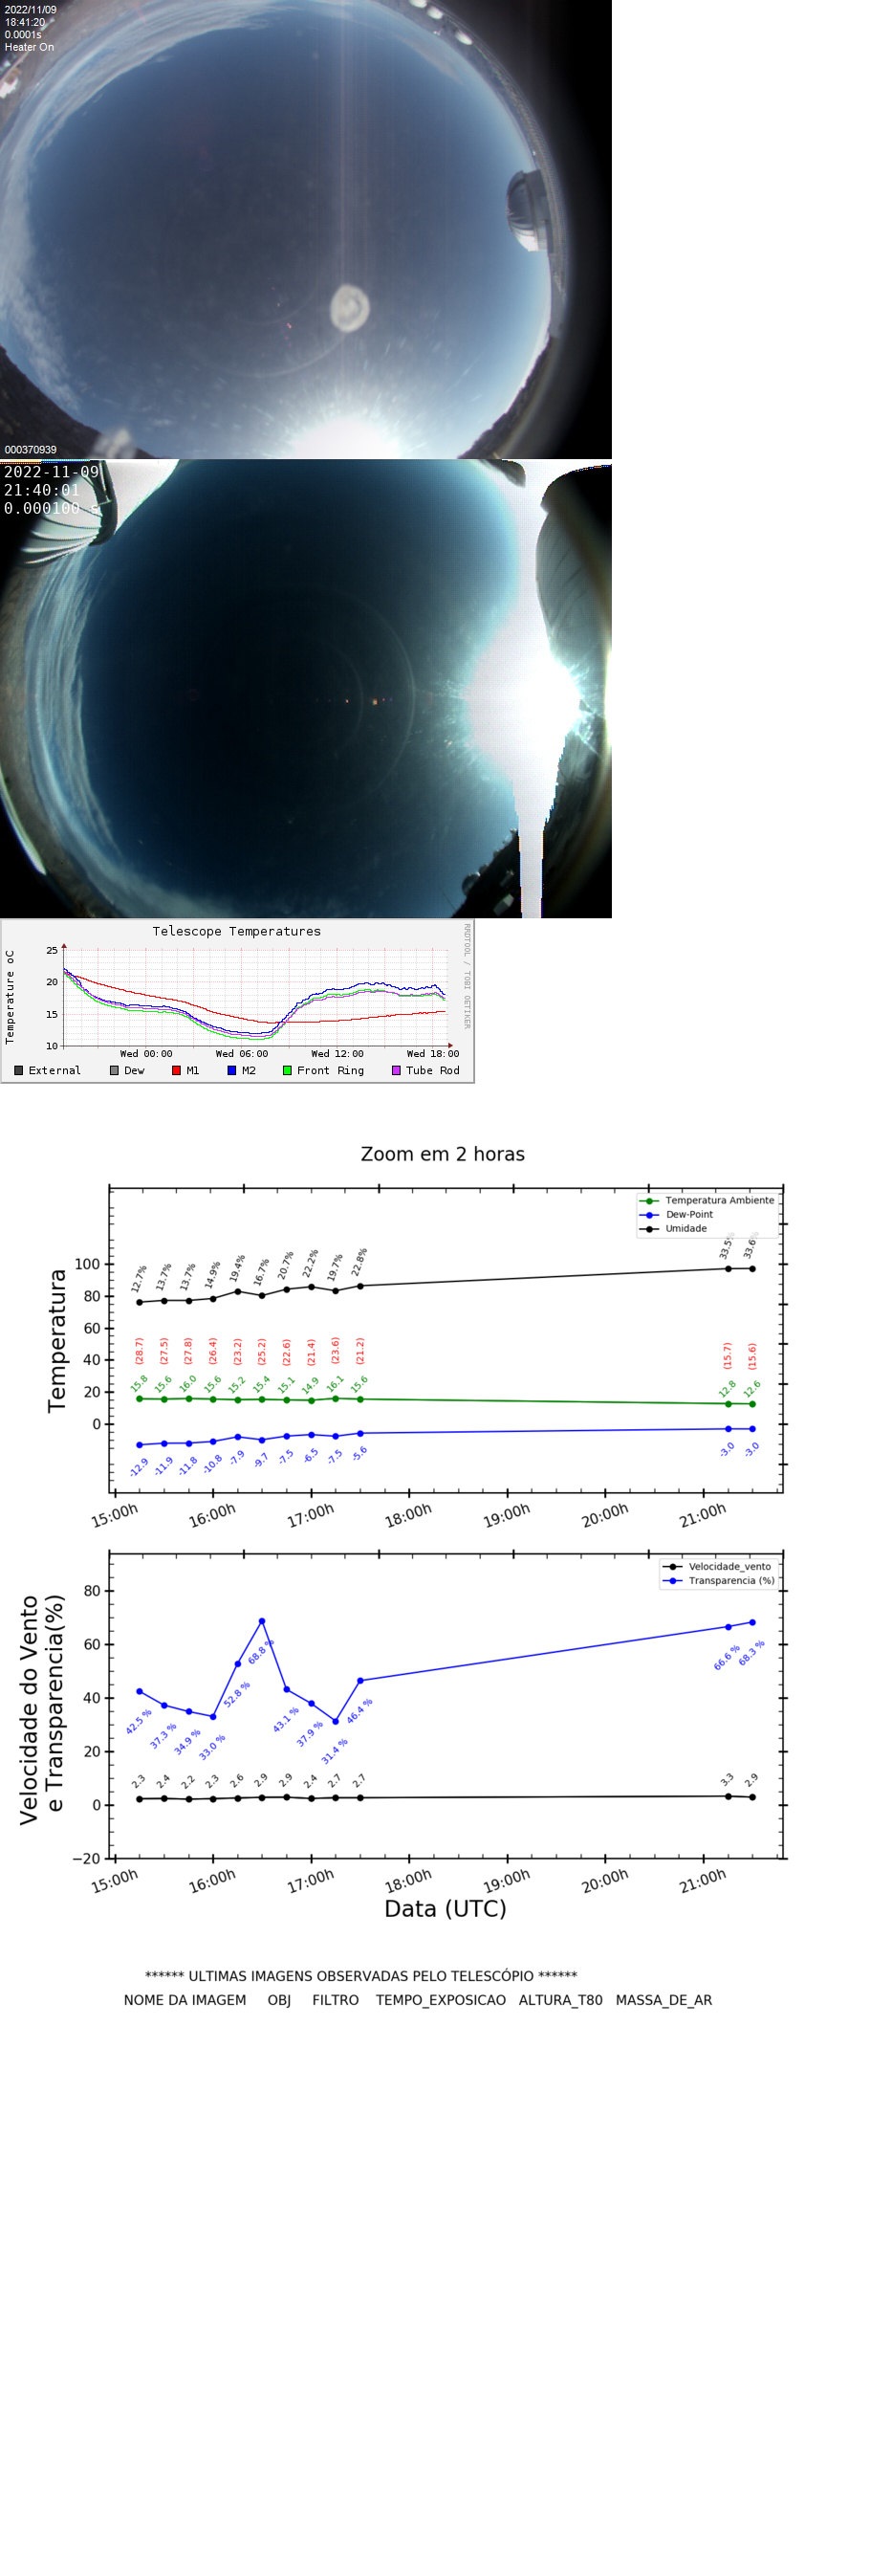 2022/11/09
18:41:20
0.0001s
Heater On
000370939
2022-11-09
21:40:01
0.000100 s
Telescope Temperatures
RRDTOOL / TOBI OETIKER
Temperature oC
25
20
15
10
Wed 00:00 Wed 06:00 Wed 12:00 Wed 18:00
External Dew M1 M2 Front Ring Tube Rod
Zoom em 2 horas
Temperatura Ambiente
Dew-Point
Umidade
Temperatura
100
80
60
40
20
0
12.7% 13.7% 13.7% 14.9% 19.4% 16.7% 20.7% 22.2% 19.7% 22.8% 33.5% 33.6%
(28.7) (27.5) (27.8) (26.4) (23.2) (25.2) (22.6) (21.4) (23.6) (21.2) (15.7) (15.6)
15.8 15.6 16.0 15.6 15.2 15.4 15.1 14.9 16.1 15.6 12.8 12.6
-12.9 -11.9 -11.8 -10.8 -7.9 -9.7 -7.5 -6.5 -7.5 -5.6 -3.0 -3.0
15:00h 16:00h 17:00h 18:00h 19:00h 20:00h 21:00h
Velocidade_vento
Transparencia (%)
Velocidade do Vento
e Transparencia(%)
80
60
40
20
0
−20
42.5 % 37.3 % 34.9 % 33.0 % 52.8 % 68.8 % 43.1 % 37.9 % 31.4 % 46.4 % 66.6 % 68.3 %
2.3 2.4 2.2 2.3 2.6 2.9 2.9 2.4 2.7 2.7 3.3 2.9
15:00h 16:00h 17:00h 18:00h 19:00h 20:00h 21:00h
Data (UTC)
****** ULTIMAS IMAGENS OBSERVADAS PELO TELESCÓPIO ******
NOME DA IMAGEM OBJ FILTRO TEMPO_EXPOSICAO ALTURA_T80 MASSA_DE_AR